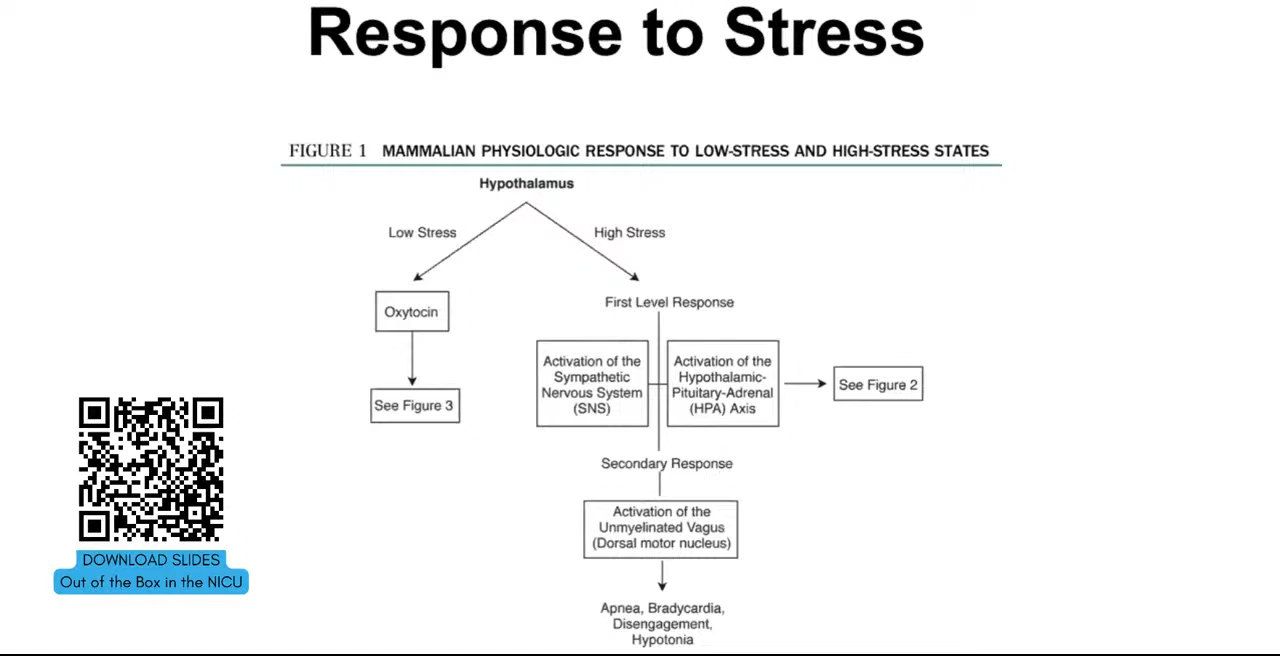 Response to Stress
FIGURE 1 MAMMALIAN PHYSIOLOGIC RESPONSE TO LOW-STRESS AND HIGH-STRESS STATES
Hypothalamus
Low Stress
High Stress
Oxytocin
See Figure 3
First Level Response
Activation of the
Sympathetic
Nervous System
(SNS)
Activation of the
Hypothalamic-
Pituitary-Adrenal
(HPA) Axis
See Figure 2
Secondary Response
Activation of the
Unmyelinated Vagus
(Dorsal motor nucleus)
Apnea, Bradycardia,
Disengagement,
Hypotonia
DOWNLOAD SLIDES
Out of the Box in the NICU